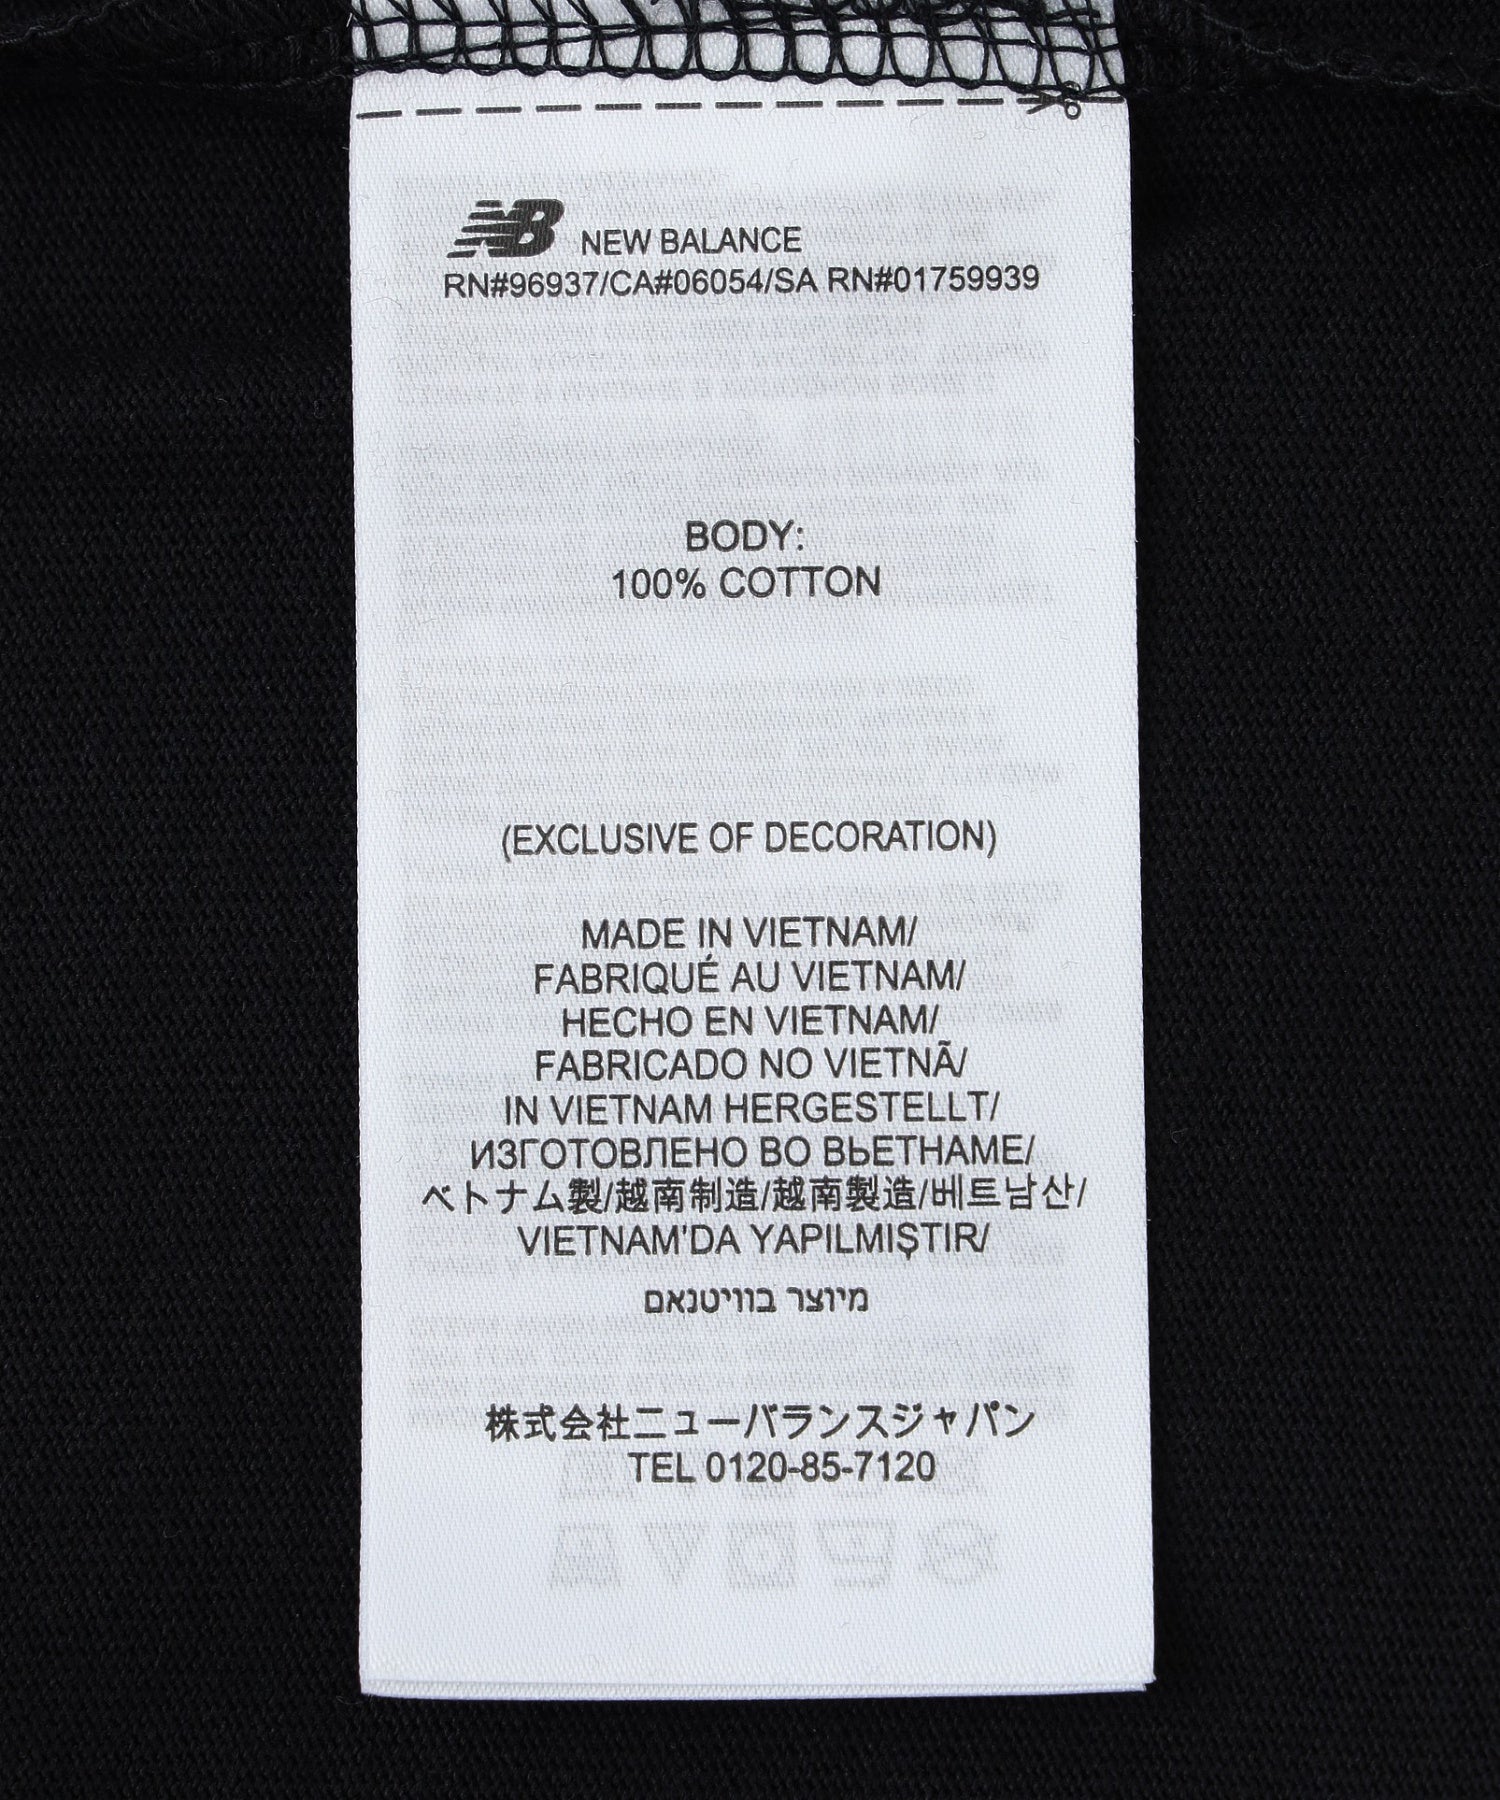 NB NEW BALANCE
RN#96937/CA#06054/SA RN#01759939
BODY:
100% COTTON
(EXCLUSIVE OF DECORATION)
MADE IN VIETNAM/
FABRIQUÉ AU VIETNAM/
HECHO EN VIETNAM/
FABRICADO NO VIETNÃ/
IN VIETNAM HERGESTELLT/
ИЗГОТОВЛЕНО ВО ВЬЕТНАМЕ/
ベトナム製/越南制造/越南製造/베트남산/
VIETNAM'DA YAPILMIŞTIR/
מיוצר בוויטנאם
株式会社ニューバランスジャパン
TEL 0120-85-7120